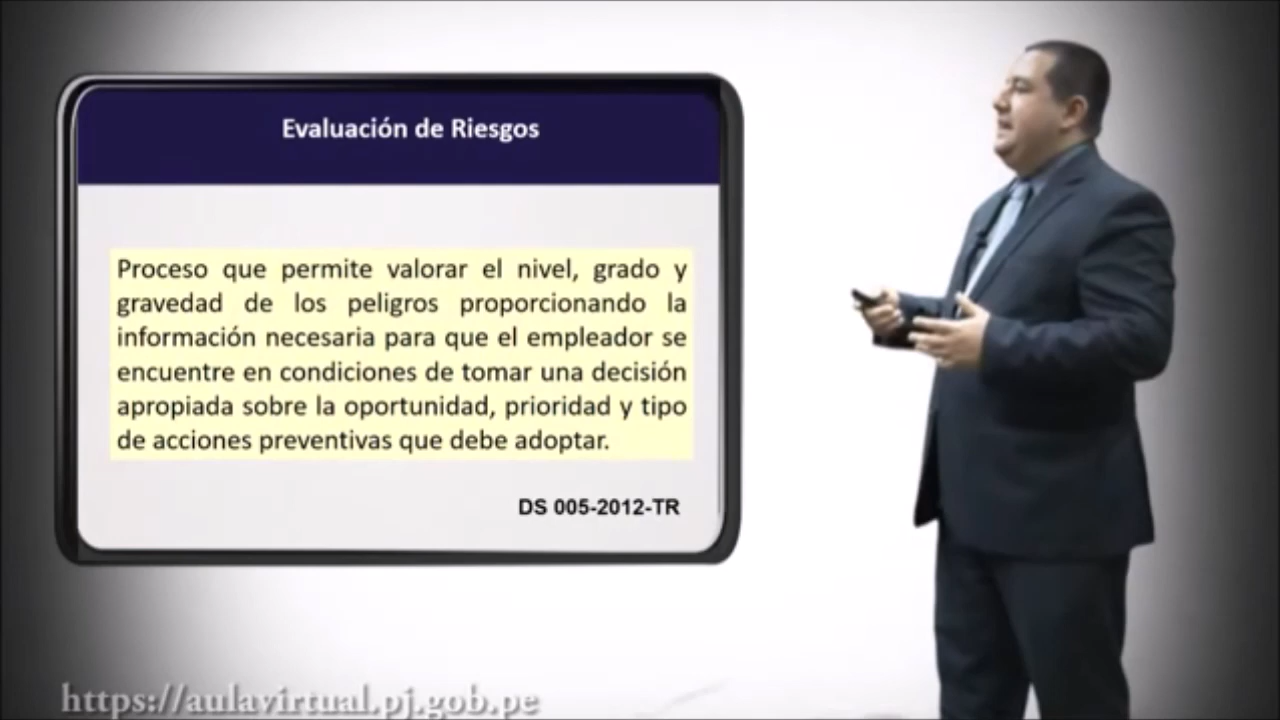 Evaluación de Riesgos
Proceso que permite valorar el nivel, grado y
gravedad de los peligros proporcionando la
información necesaria para que el empleador se
encuentre en condiciones de tomar una decisión
apropiada sobre la oportunidad, prioridad y tipo
de acciones preventivas que debe adoptar.
DS 005-2012-TR
https://aulavirtual.pj.gob.pe